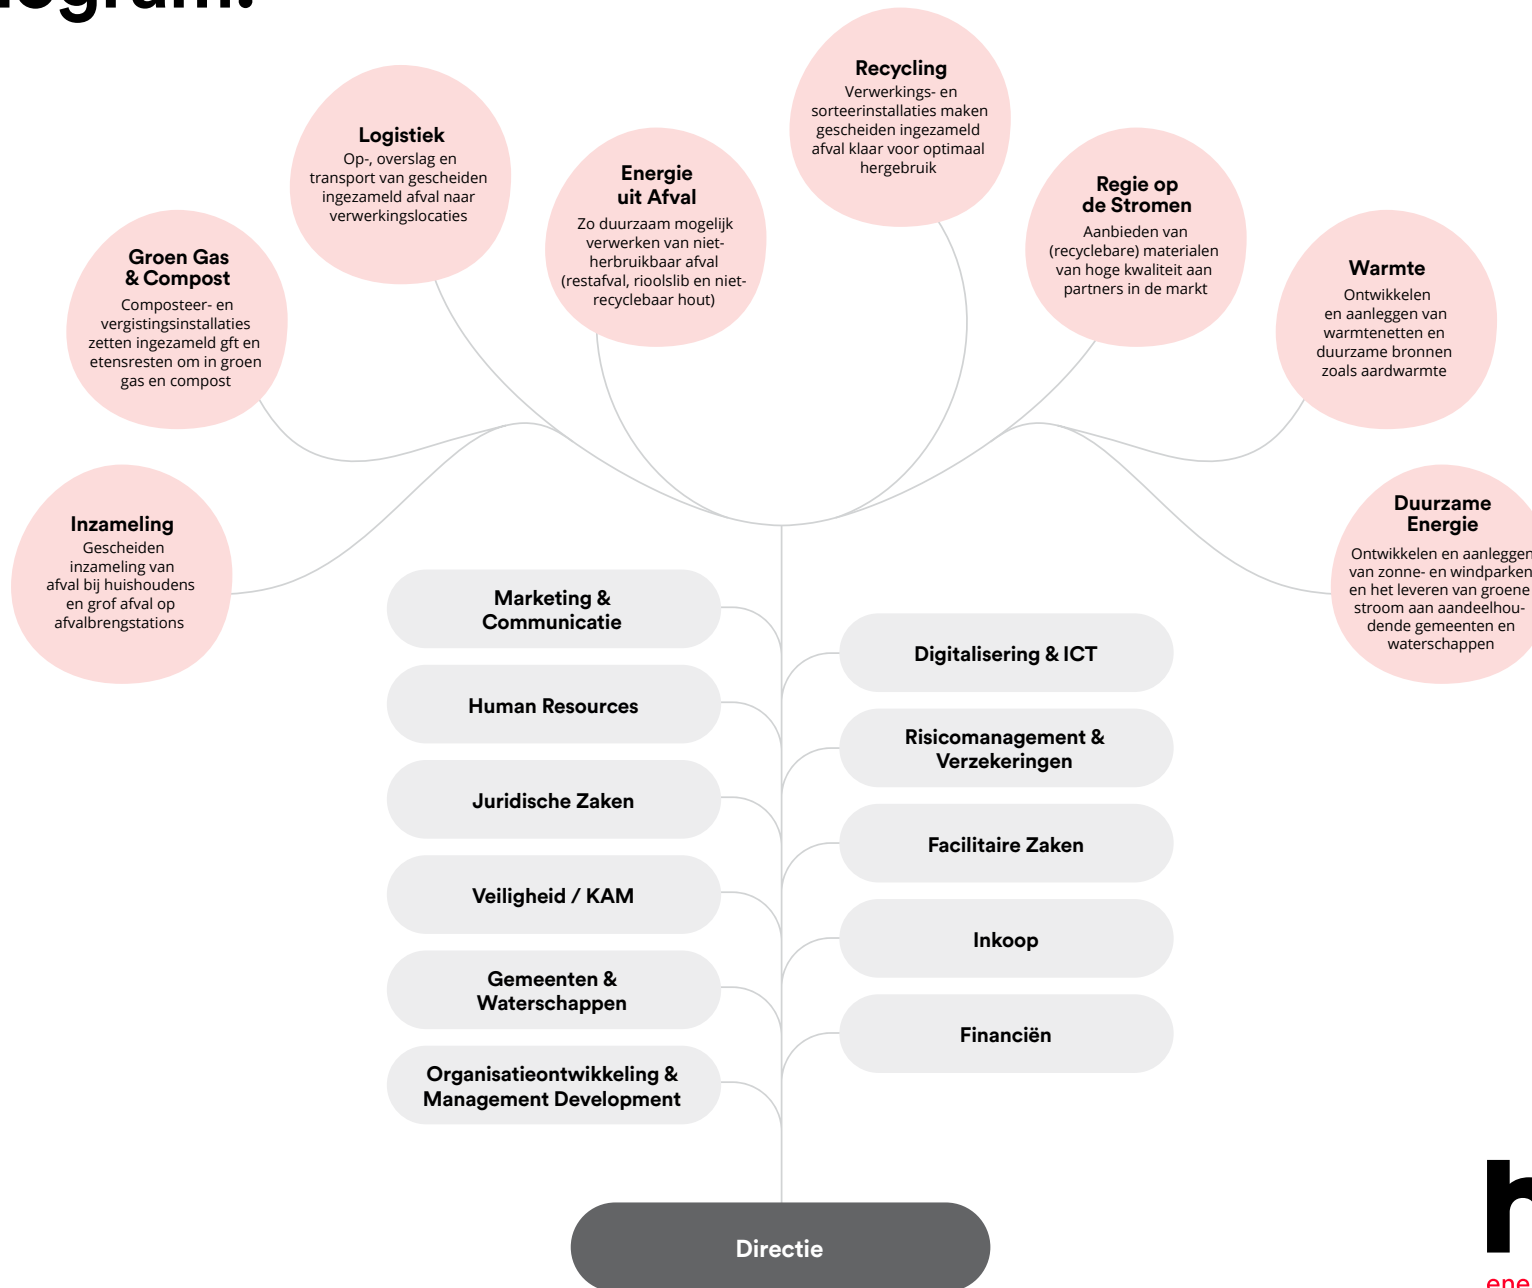 Recycling
Verwerkings- en
sorteerinstallaties maken
gescheiden ingezameld
afval klaar voor optimaal
hergebruik
Logistiek
Op-, overslag en
transport van gescheiden
ingezameld afval naar
verwerkingslocaties
Energie
uit Afval
Zo duurzaam mogelijk
verwerken van niet-
herbruikbaar afval
(restafval, rioolslib en niet-
recyclebaar hout)
Regie op
de Stromen
Aanbieden van
(recyclebare) materialen
van hoge kwaliteit aan
partners in de markt
Groen Gas
& Compost
Composteer- en
vergistingsinstallaties
zetten ingezameld gft en
etensresten om in groen
gas en compost
Warmte
Ontwikkelen
en aanleggen van
warmtenetten en
duurzame bronnen
zoals aardwarmte
Inzameling
Gescheiden
inzameling van
afval bij huishoudens
en grof afval op
afvalbrengstations
Duurzame
Energie
Ontwikkelen en aanleggen
van zonne- en windparken
en het leveren van groene
stroom aan aandeelhou-
dende gemeenten en
waterschappen
Marketing &
Communicatie
Digitalisering & ICT
Human Resources
Risicomanagement &
Verzekeringen
Juridische Zaken
Facilitaire Zaken
Veiligheid / KAM
Inkoop
Gemeenten &
Waterschappen
Financiën
Organisatieontwikkeling &
Management Development
Directie